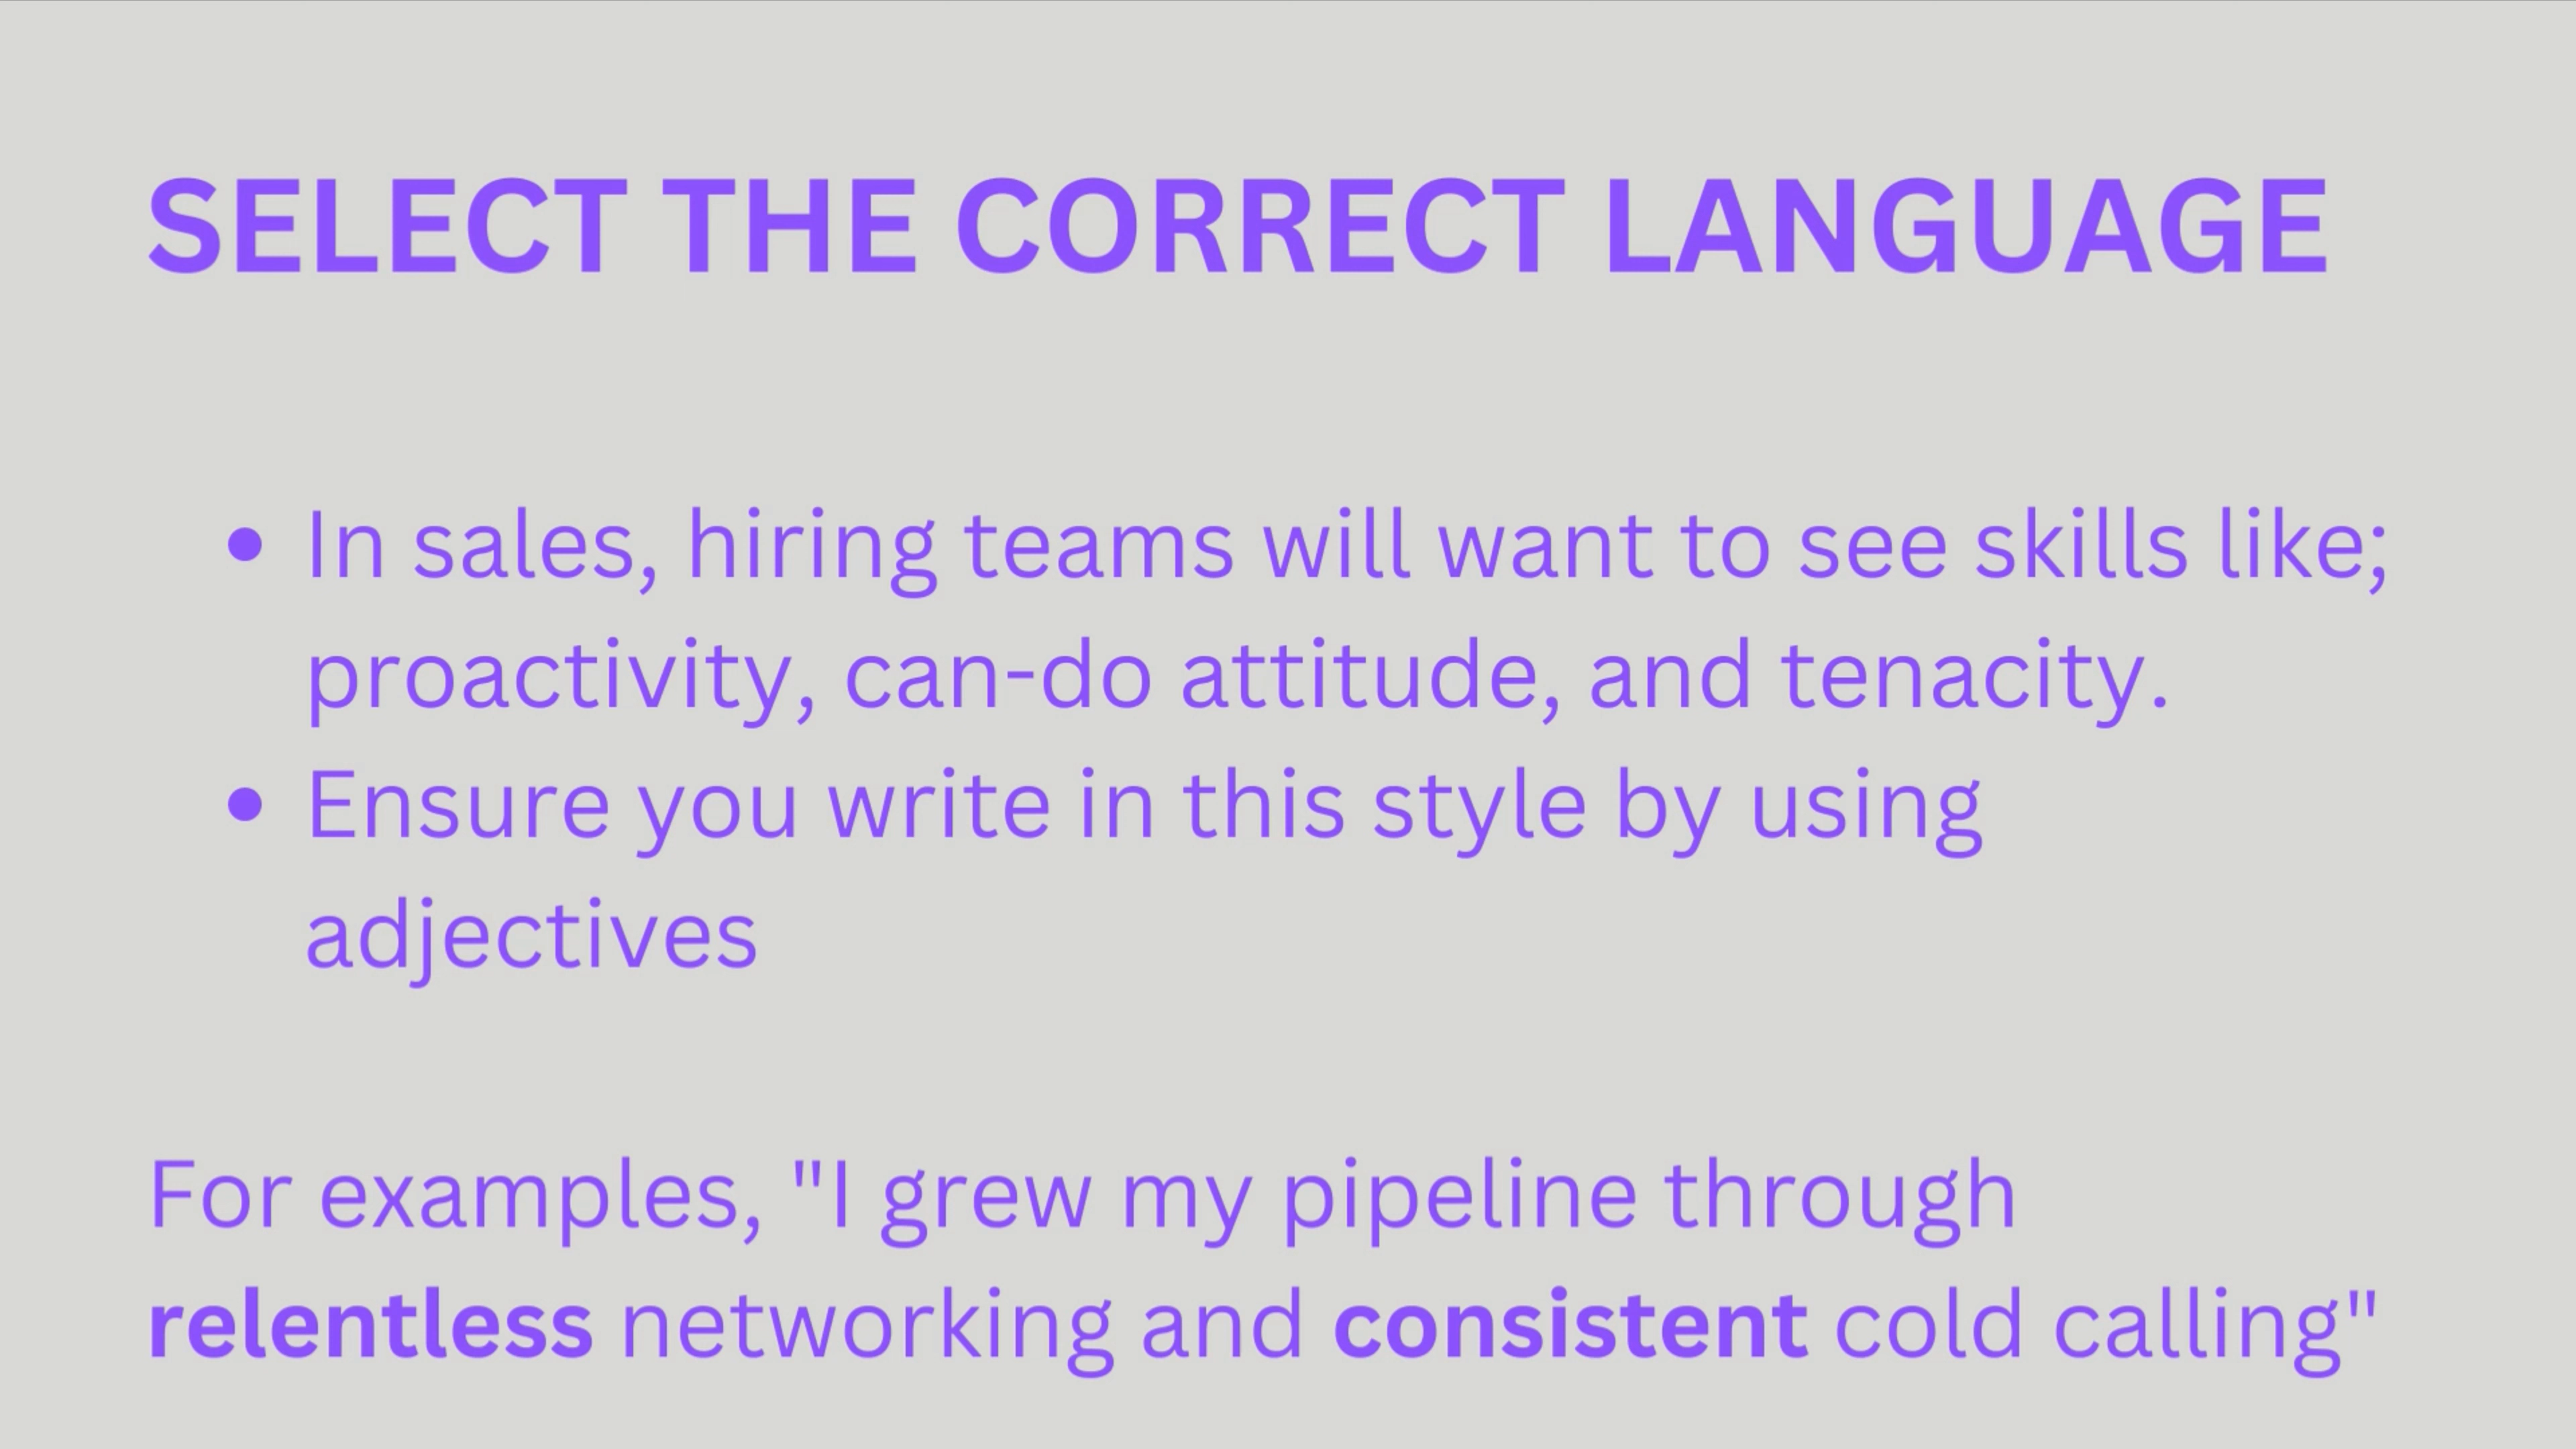 SELECT THE CORRECT LANGUAGE
• In sales, hiring teams will want to see skills like;
proactivity, can-do attitude, and tenacity.
• Ensure you write in this style by using
adjectives
For examples, "I grew my pipeline through
relentless networking and consistent cold calling"